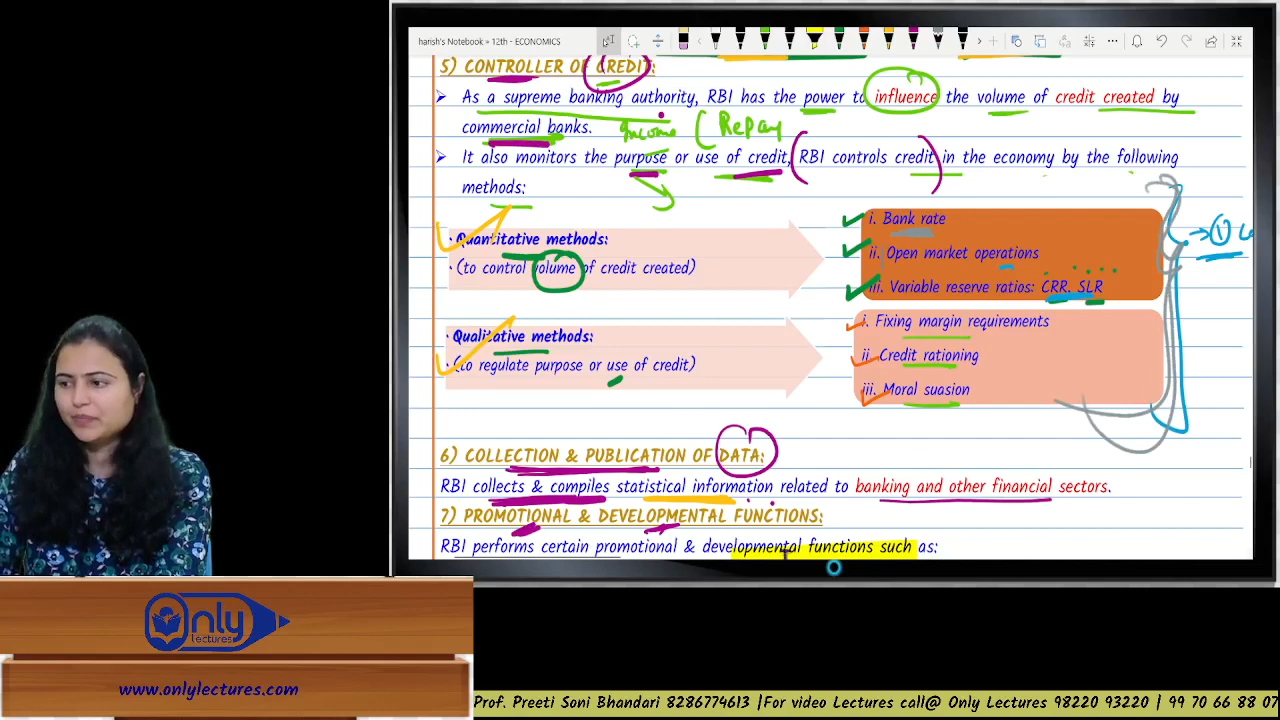 harish's Notebook » 12th - ECONOMICS
5) CONTROLLER OF CREDIT:
➢ As a supreme banking authority, RBI has the power to influence the volume of credit created by
commercial banks. Income ( Repay
➢ It also monitors the purpose or use of credit, RBI controls credit in the economy by the following
methods:
· Quantitative methods:
· (to control volume of credit created)
i. Bank rate
ii. Open market operations
iii. Variable reserve ratios: CRR. SLR
→ ①
· Qualitative methods:
· (to regulate purpose or use of credit)
i. Fixing margin requirements
ii. Credit rationing
iii. Moral suasion
6) COLLECTION & PUBLICATION OF DATA:
RBI collects & compiles statistical information related to banking and other financial sectors.
7) PROMOTIONAL & DEVELOPMENTAL FUNCTIONS:
RBI performs certain promotional & developmental functions such as:
Only
lectures
www.onlylectures.com
Prof. Preeti Soni Bhandari 8286774613 |For video Lectures call@ Only Lectures 98220 93220 | 99 70 66 88 07